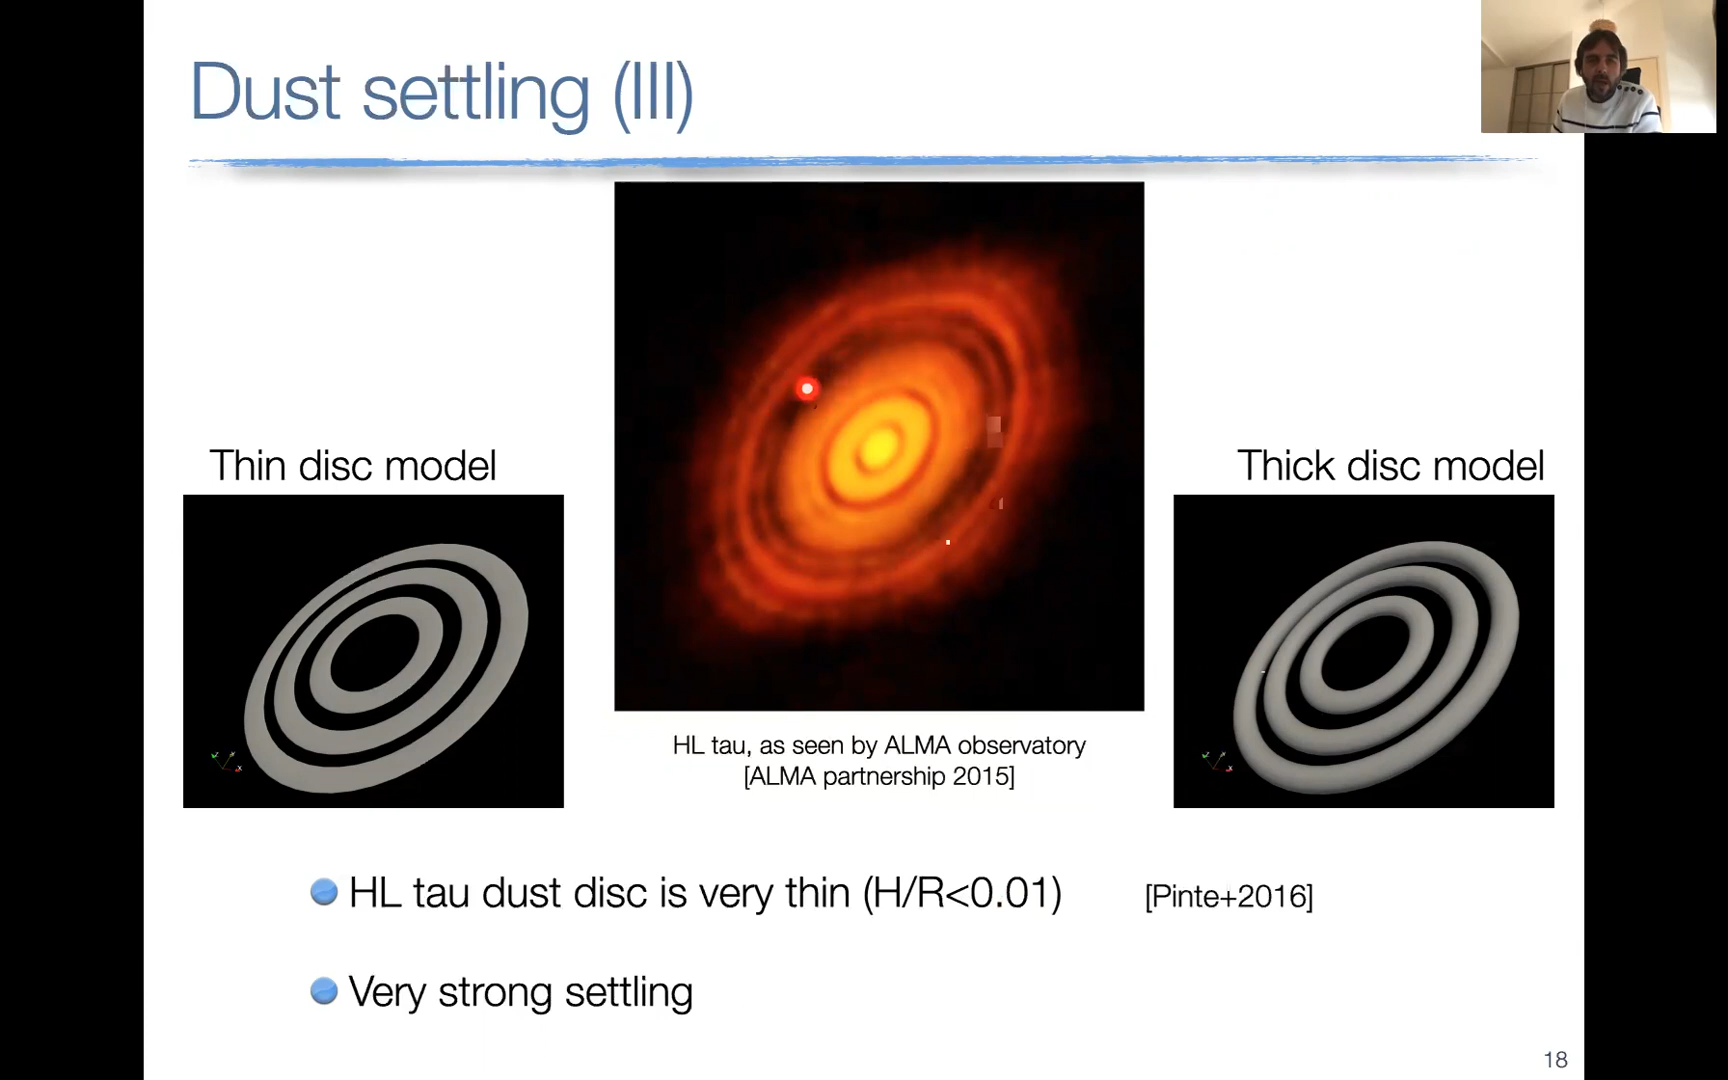 Dust settling (III)
Thin disc model
Thick disc model
HL tau, as seen by ALMA observatory
[ALMA partnership 2015]
HL tau dust disc is very thin (H/R<0.01) [Pinte+2016]
Very strong settling
18